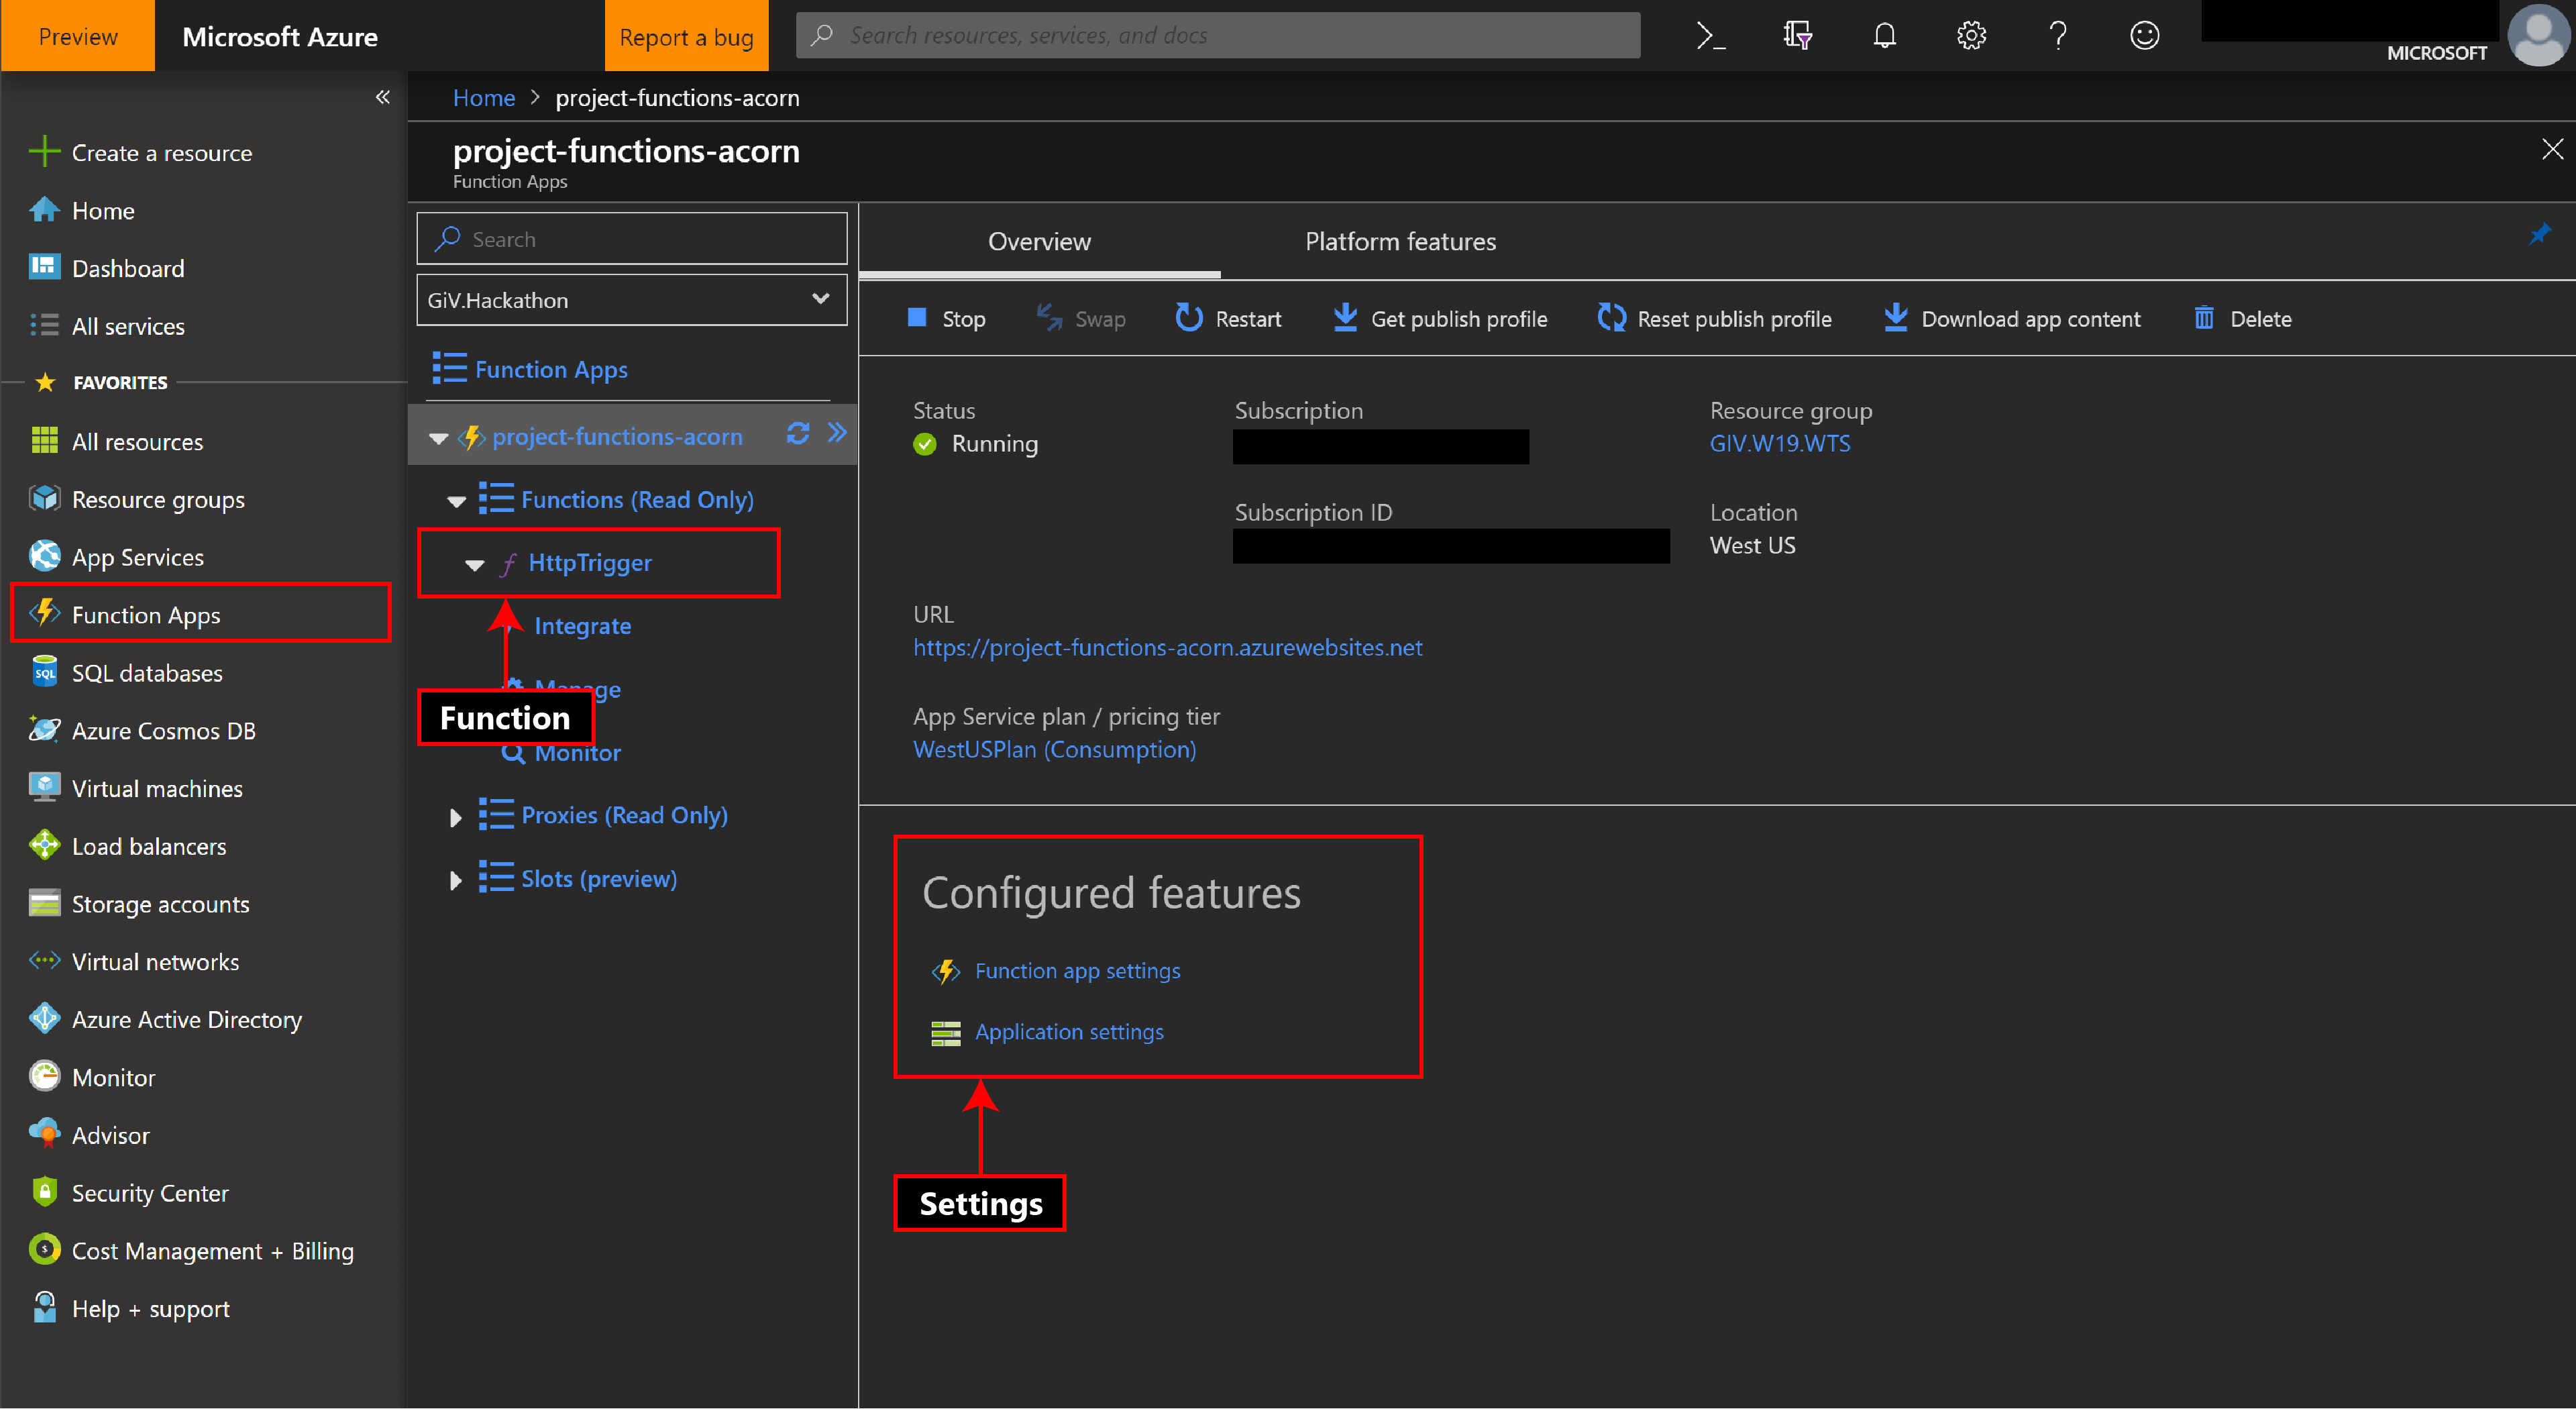 Preview
Microsoft Azure
Report a bug
Search resources, services, and docs
MICROSOFT
Create a resource
Home
Dashboard
All services
FAVORITES
All resources
Resource groups
App Services
Function Apps
SQL databases
Azure Cosmos DB
Virtual machines
Load balancers
Storage accounts
Virtual networks
Azure Active Directory
Monitor
Advisor
Security Center
Cost Management + Billing
Help + support
Home > project-functions-acorn
project-functions-acorn
Function Apps
Search
GiV.Hackathon
Function Apps
project-functions-acorn
Functions (Read Only)
HttpTrigger
Integrate
Manage
Function
Monitor
Proxies (Read Only)
Slots (preview)
Overview
Platform features
Stop
Swap
Restart
Get publish profile
Reset publish profile
Download app content
Delete
Status
Running
Subscription
Resource group
GIV.W19.WTS
Subscription ID
Location
West US
URL
https://project-functions-acorn.azurewebsites.net
App Service plan / pricing tier
WestUSPlan (Consumption)
Configured features
Function app settings
Application settings
Settings